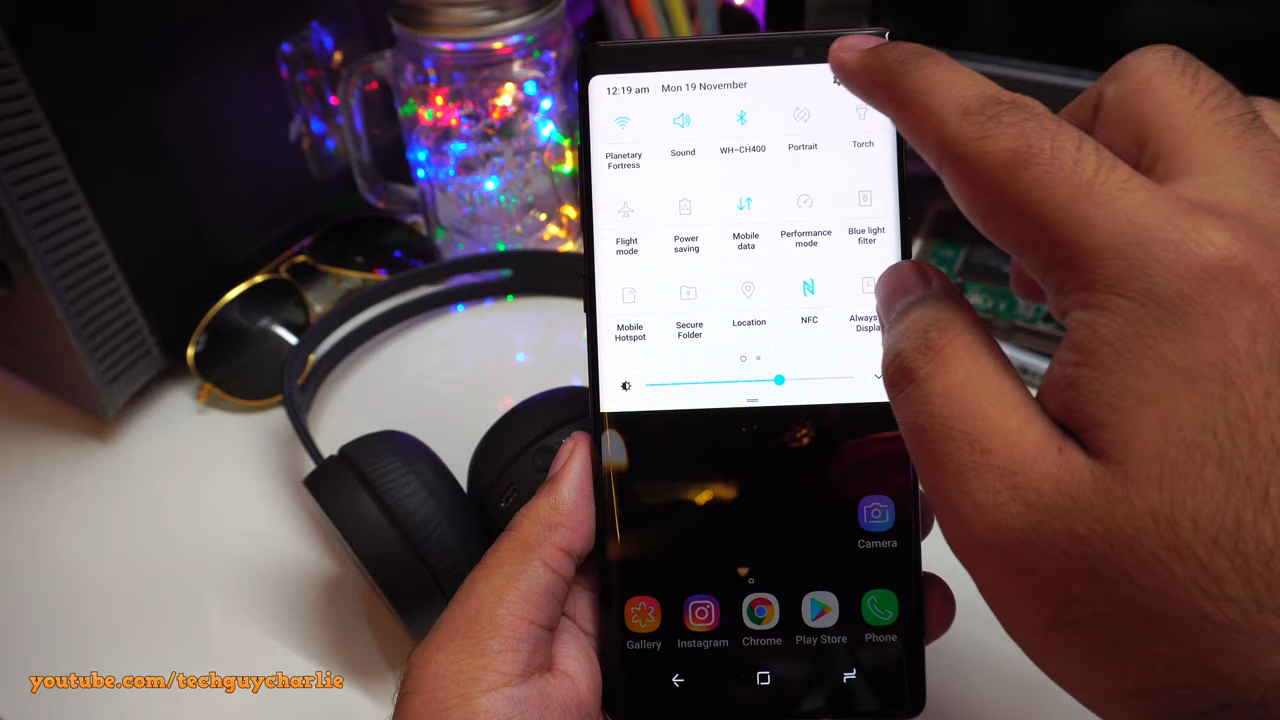 12:19 am | Mon 19 November
Planetary Fortress
Sound
WH-CH400
Portrait
Torch
Flight mode
Power saving
Mobile data
Performance mode
Blue light filter
Mobile Hotspot
Secure Folder
Location
NFC
Always
Displa
Camera
Gallery
Instagram
Chrome
Play Store
Phone
youtube.com/techguycharlie